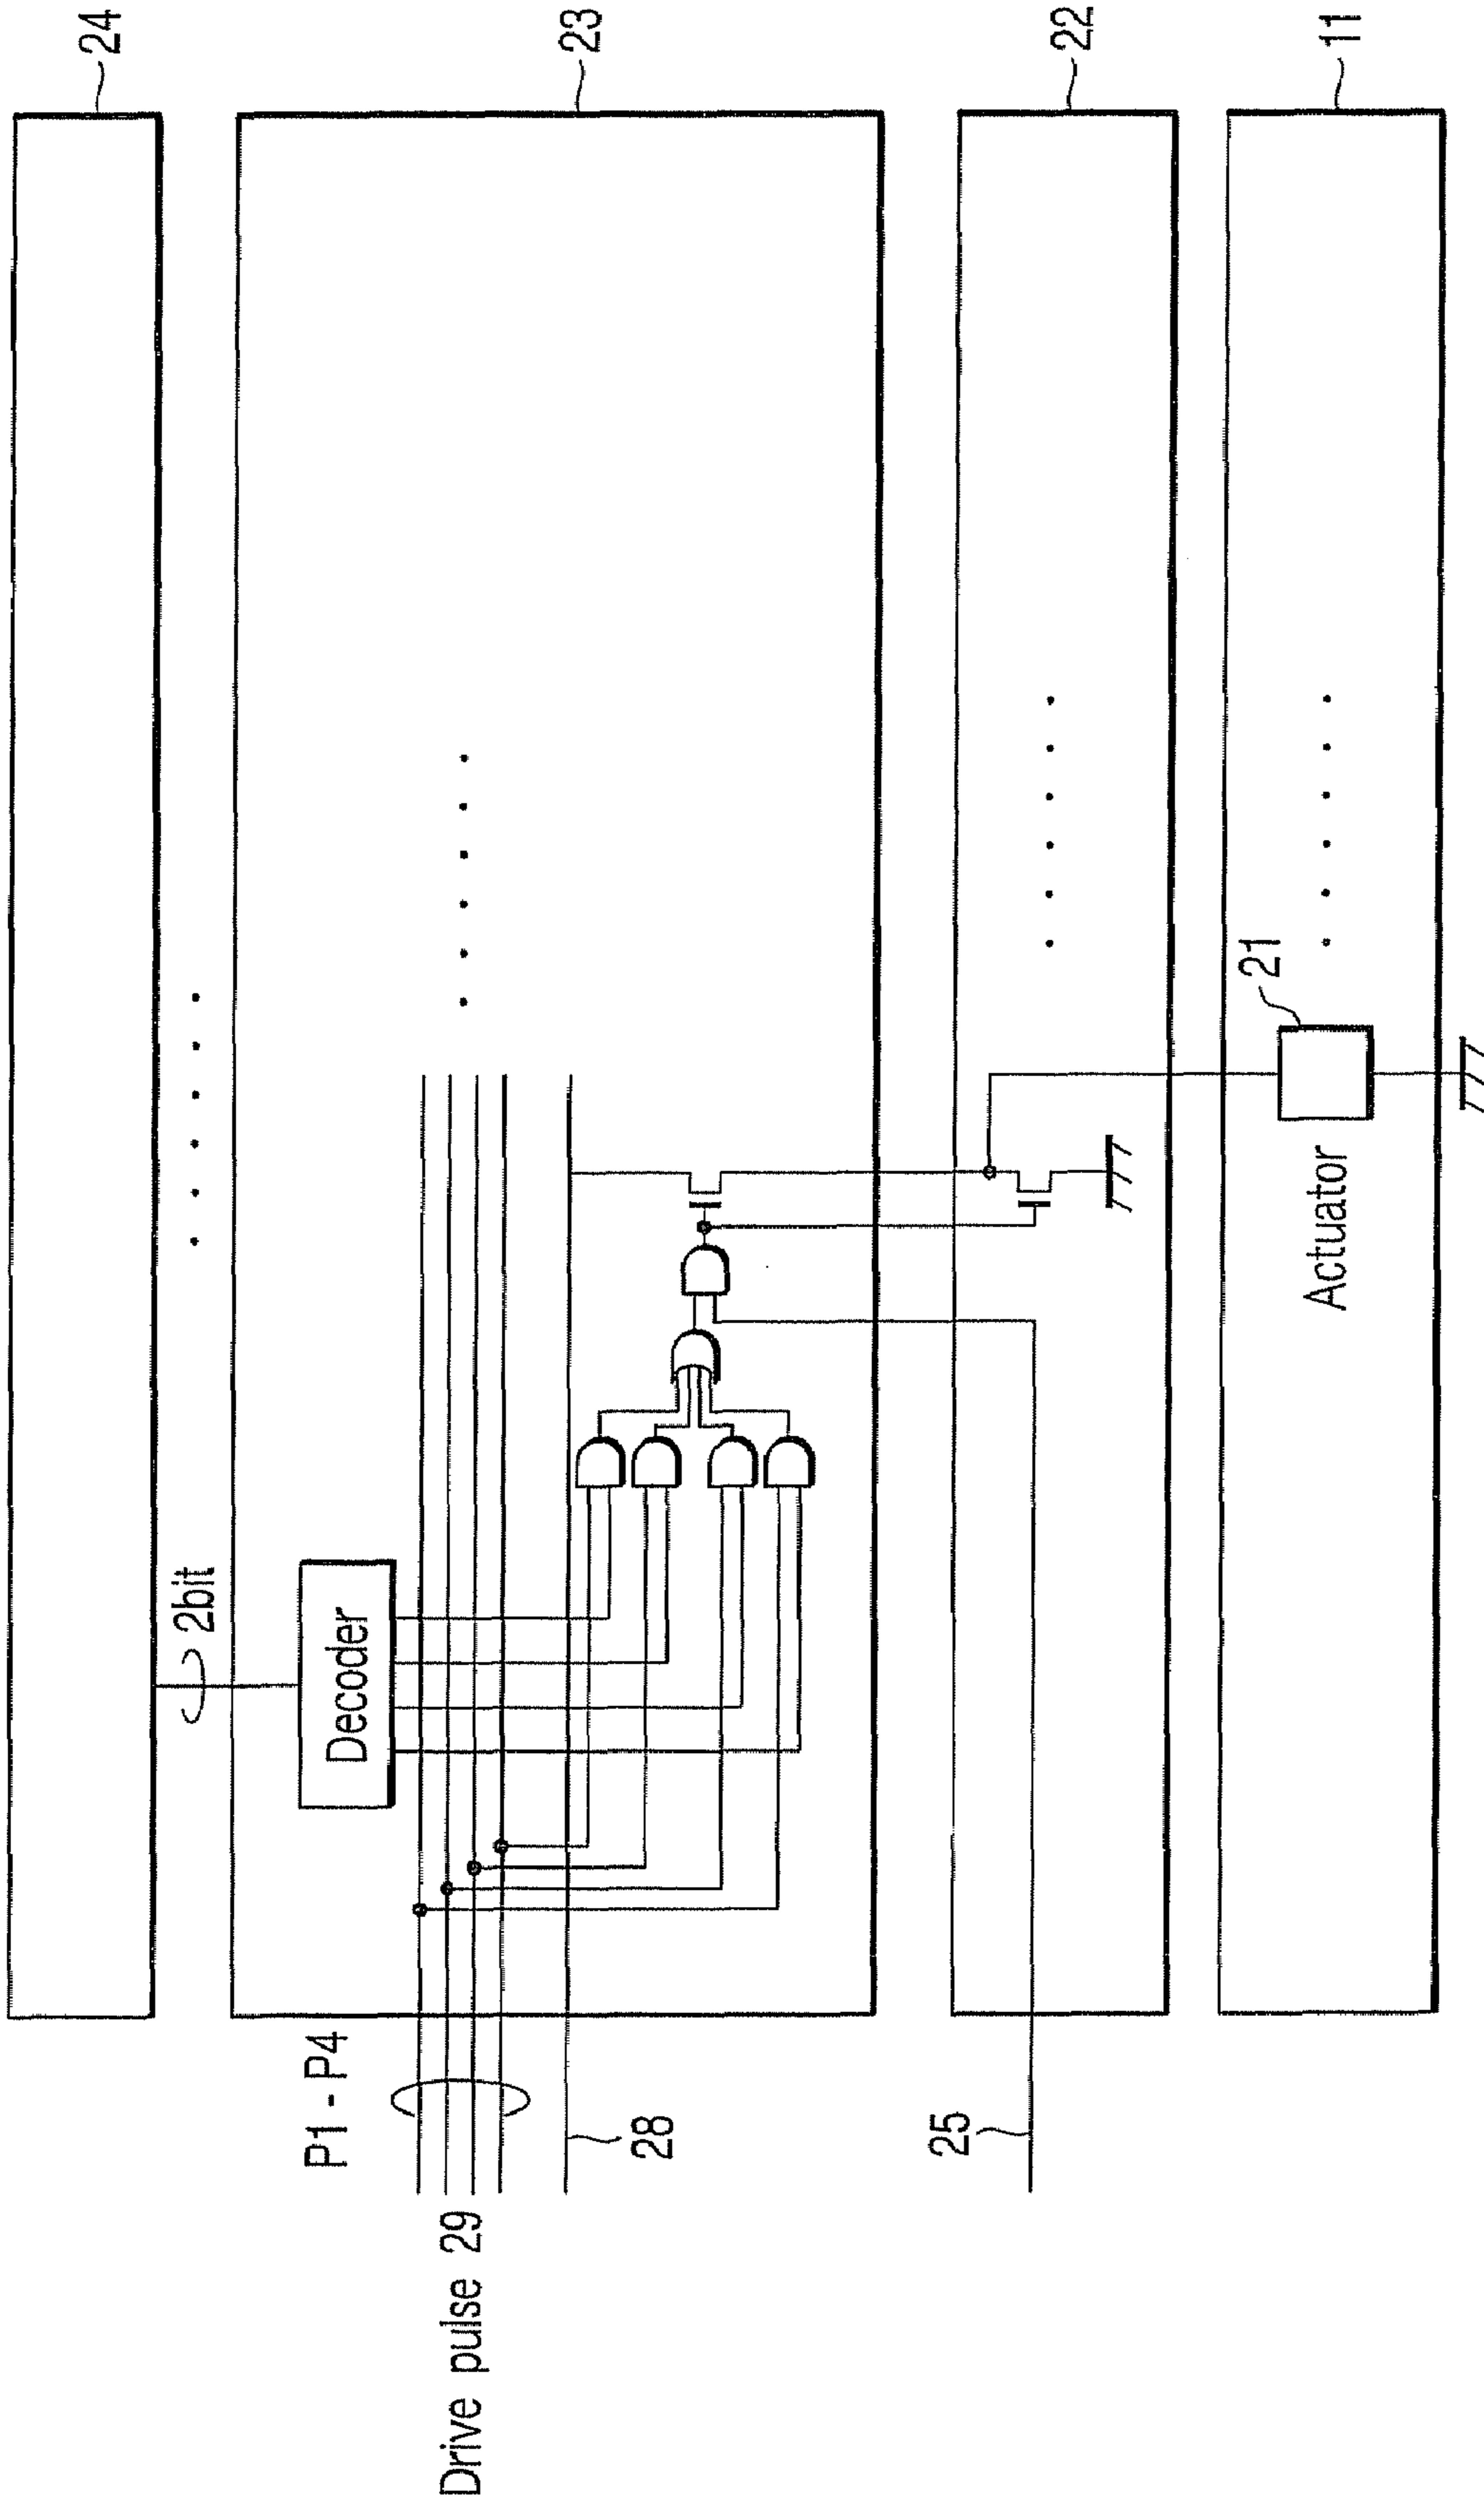 24
2bit
23
Decoder
P1 - P4
Drive pulse 29
28
22
25
11
21
Actuator